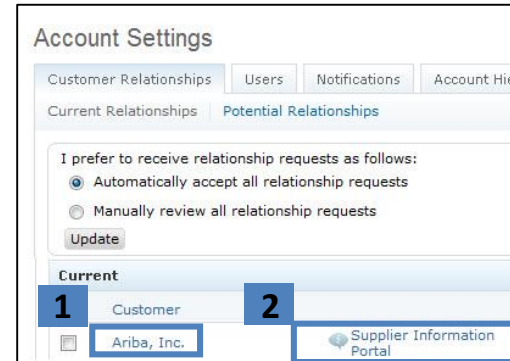 Account Settings
Customer Relationships Users Notifications Account Hie
Current Relationships Potential Relationships
I prefer to receive relationship requests as follows:
Automatically accept all relationship requests
Manually review all relationship requests
Update
Current
1 Customer 2
Ariba, Inc. Supplier Information
Portal